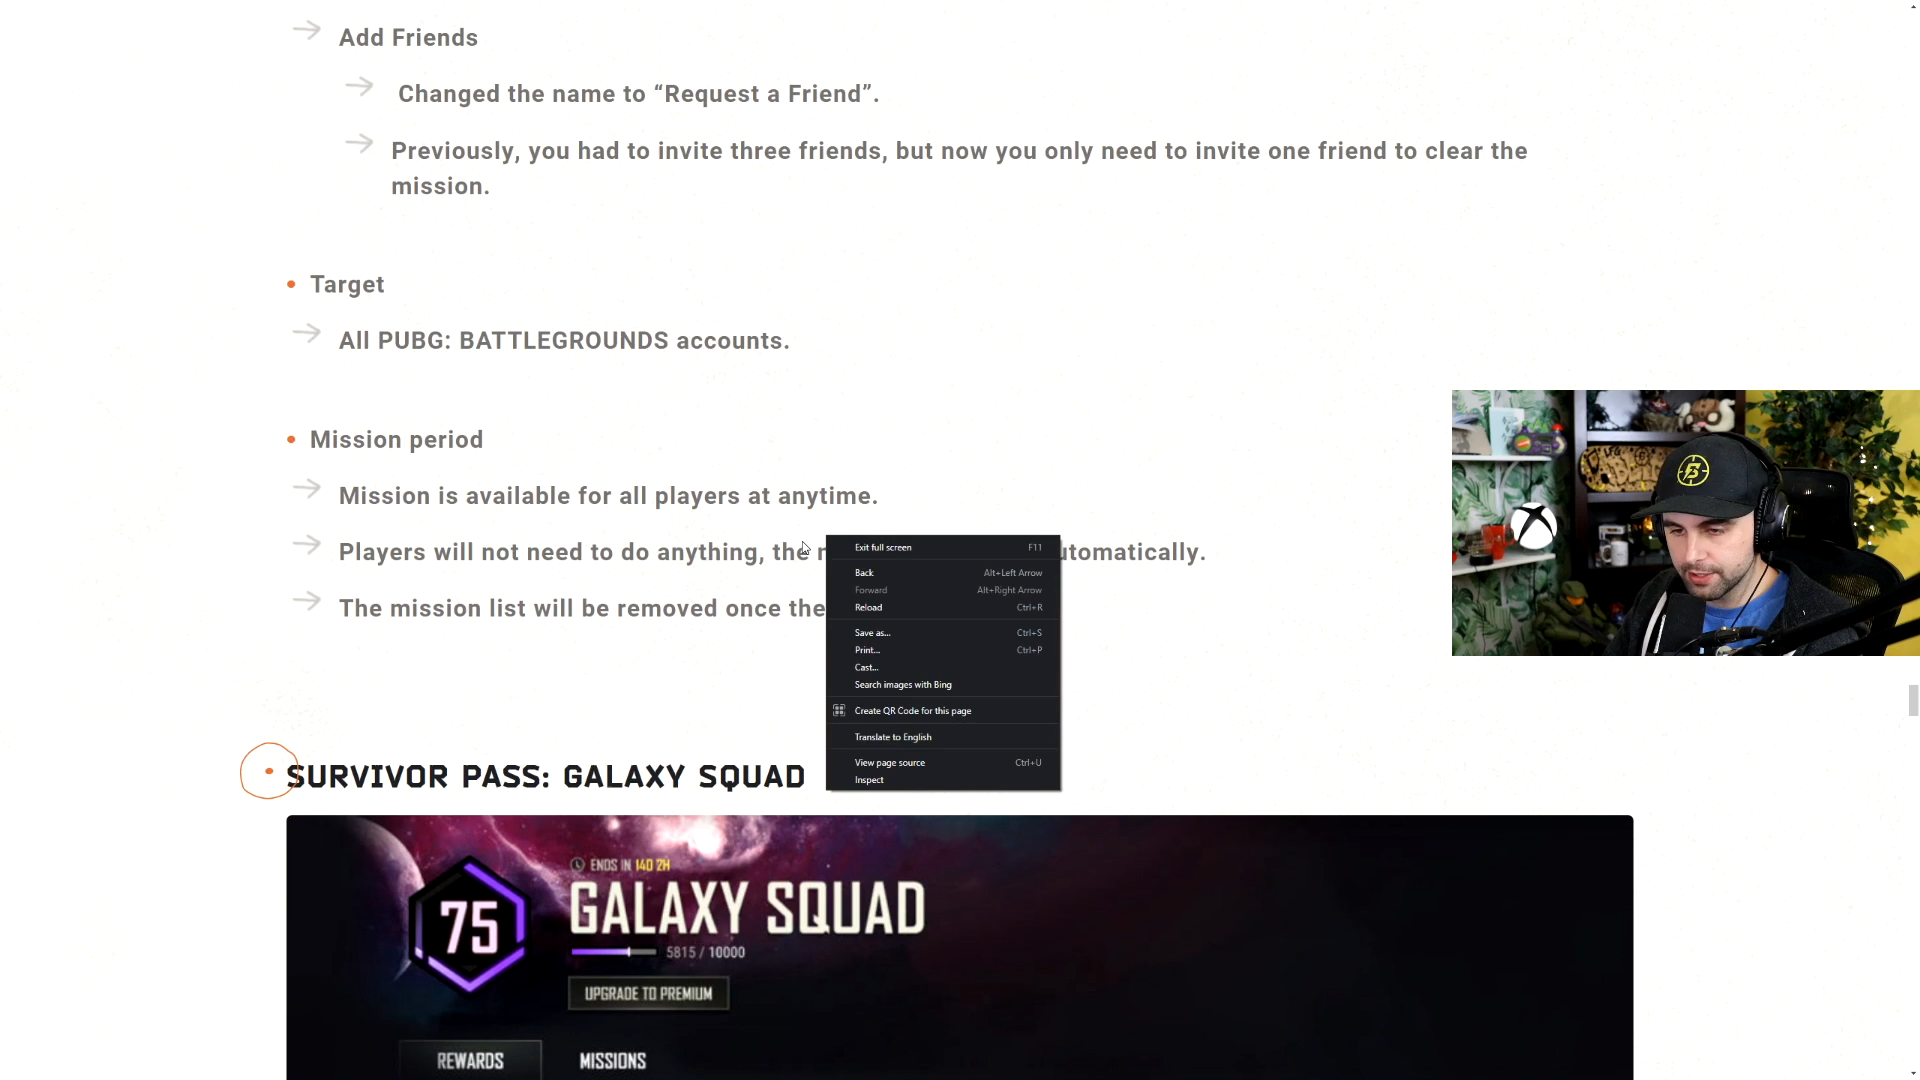 Add Friends
Changed the name to “Request a Friend”.
Previously, you had to invite three friends, but now you only need to invite one friend to clear the
mission.
Target
All PUBG: BATTLEGROUNDS accounts.
Mission period
Mission is available for all players at anytime.
Players will not need to do anything, the
utomatically.
The mission list will be removed once the
Exit full screen F11
Back Alt+Left Arrow
Forward Alt+Right Arrow
Reload Ctrl+R
Save as... Ctrl+S
Print... Ctrl+P
Cast...
Search images with Bing
Create QR Code for this page
Translate to English
View page source Ctrl+U
Inspect
SURVIVOR PASS: GALAXY SQUAD
ENDS IN 14D 2H
GALAXY SQUAD
75
5815 / 10000
UPGRADE TO PREMIUM
REWARDS MISSIONS